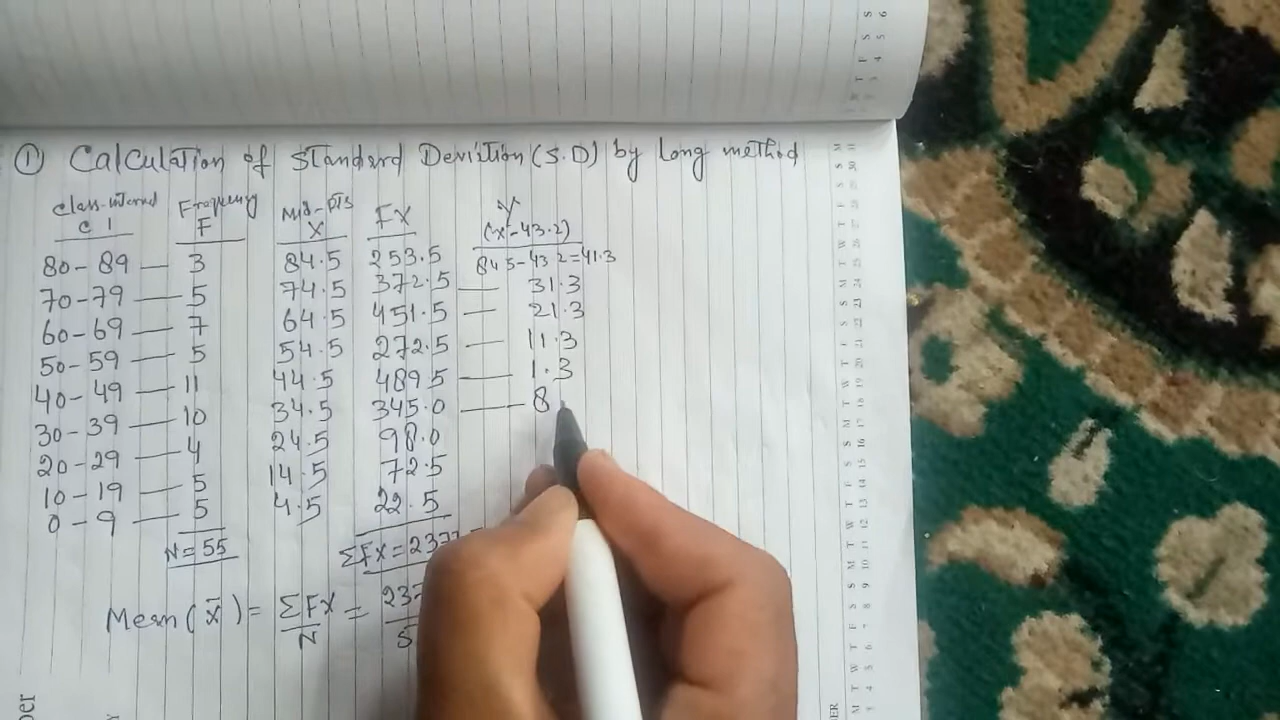 ① Calculation of Standard Deviation (S.D) by Long method
Class-interval Frequency Mid-pts FX y
C I F X (x-43.2)
80-89 — 3 84.5 253.5 84.5-43.2=41.3
70-79 — 5 74.5 372.5 — 31.3
60-69 — 7 64.5 451.5 — 21.3
50-59 — 5 54.5 272.5 — 11.3
40-49 — 11 44.5 489.5 — 1.3
30-39 — 10 34.5 345.0 — 8
20-29 — 4 24.5 98.0
10-19 — 5 14.5 72.5
0-9 — 5 4.5 22.5
N=55 ΣFX=237
Mean (x̄) = ΣFX/N = 237